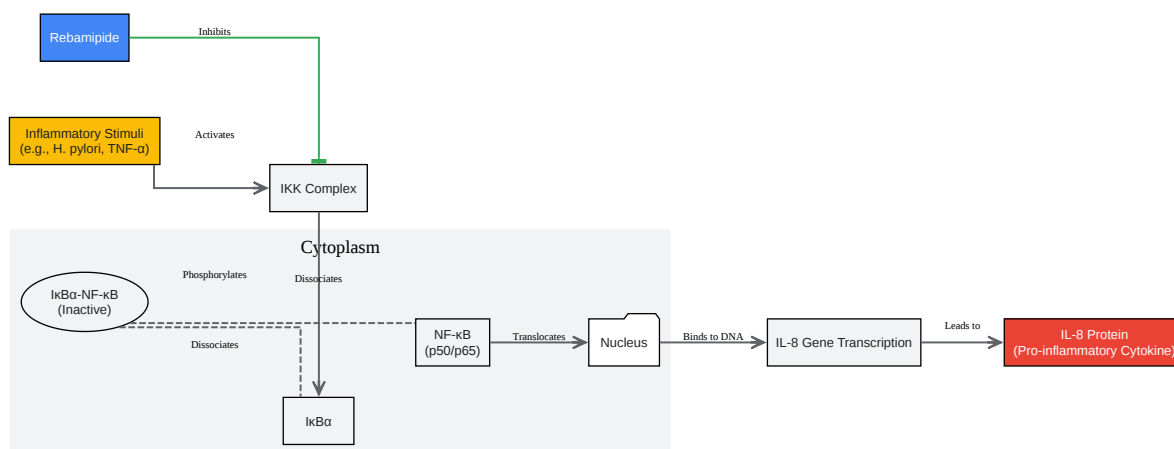 Rebamipide
Inhibits
Inflammatory Stimuli
(e.g., H. pylori, TNF-α)
Activates
IKK Complex
Cytoplasm
Phosphorylates
Dissociates
IκBα-NF-κB
(Inactive)
Dissociates
NF-κB
(p50/p65)
Translocates
Nucleus
Binds to DNA
IL-8 Gene Transcription
Leads to
IL-8 Protein
(Pro-inflammatory Cytokine)
IκBα